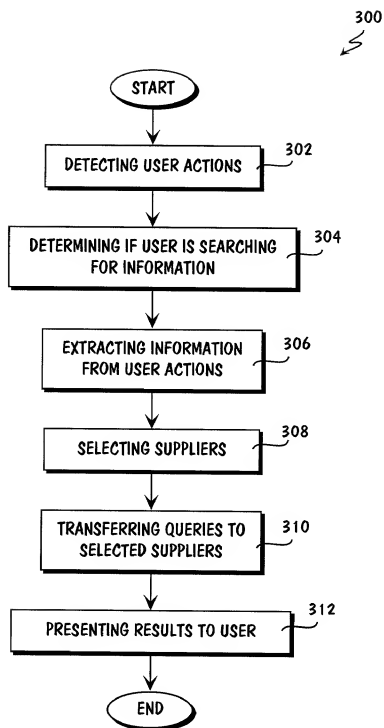 300
START
DETECTING USER ACTIONS
302
DETERMINING IF USER IS SEARCHING
FOR INFORMATION
304
EXTRACTING INFORMATION
FROM USER ACTIONS
306
SELECTING SUPPLIERS
308
TRANSFERRING QUERIES TO
SELECTED SUPPLIERS
310
PRESENTING RESULTS TO USER
312
END